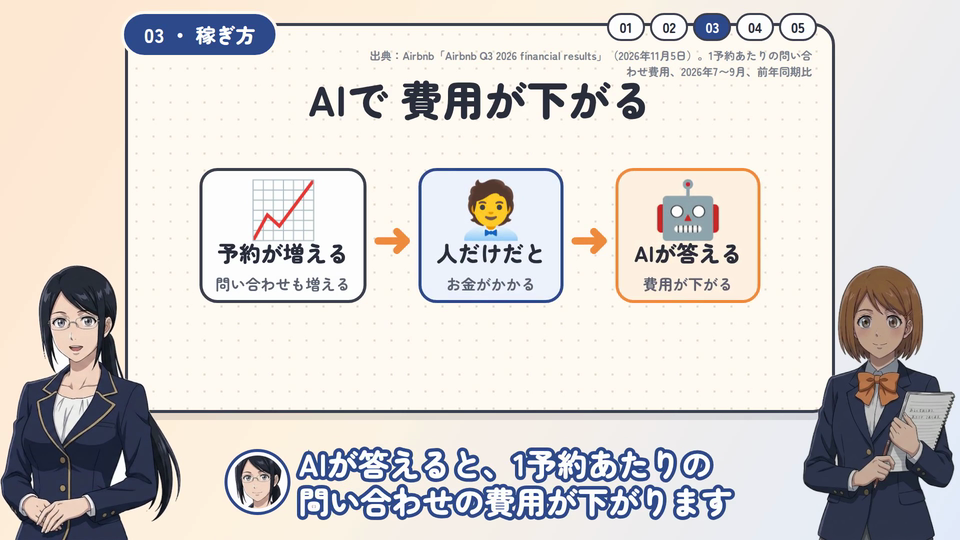 03 ・ 稼ぎ方
01 02 03 04 05
出典：Airbnb「Airbnb Q3 2026 financial results」（2026年11月5日）。1予約あたりの問い合
わせ費用、2026年7〜9月、前年同期比
AIで 費用が下がる
予約が増える
問い合わせも増える
人だけだと
お金がかかる
AIが答える
費用が下がる
AIが答えると、1予約あたりの
問い合わせの費用が下がります